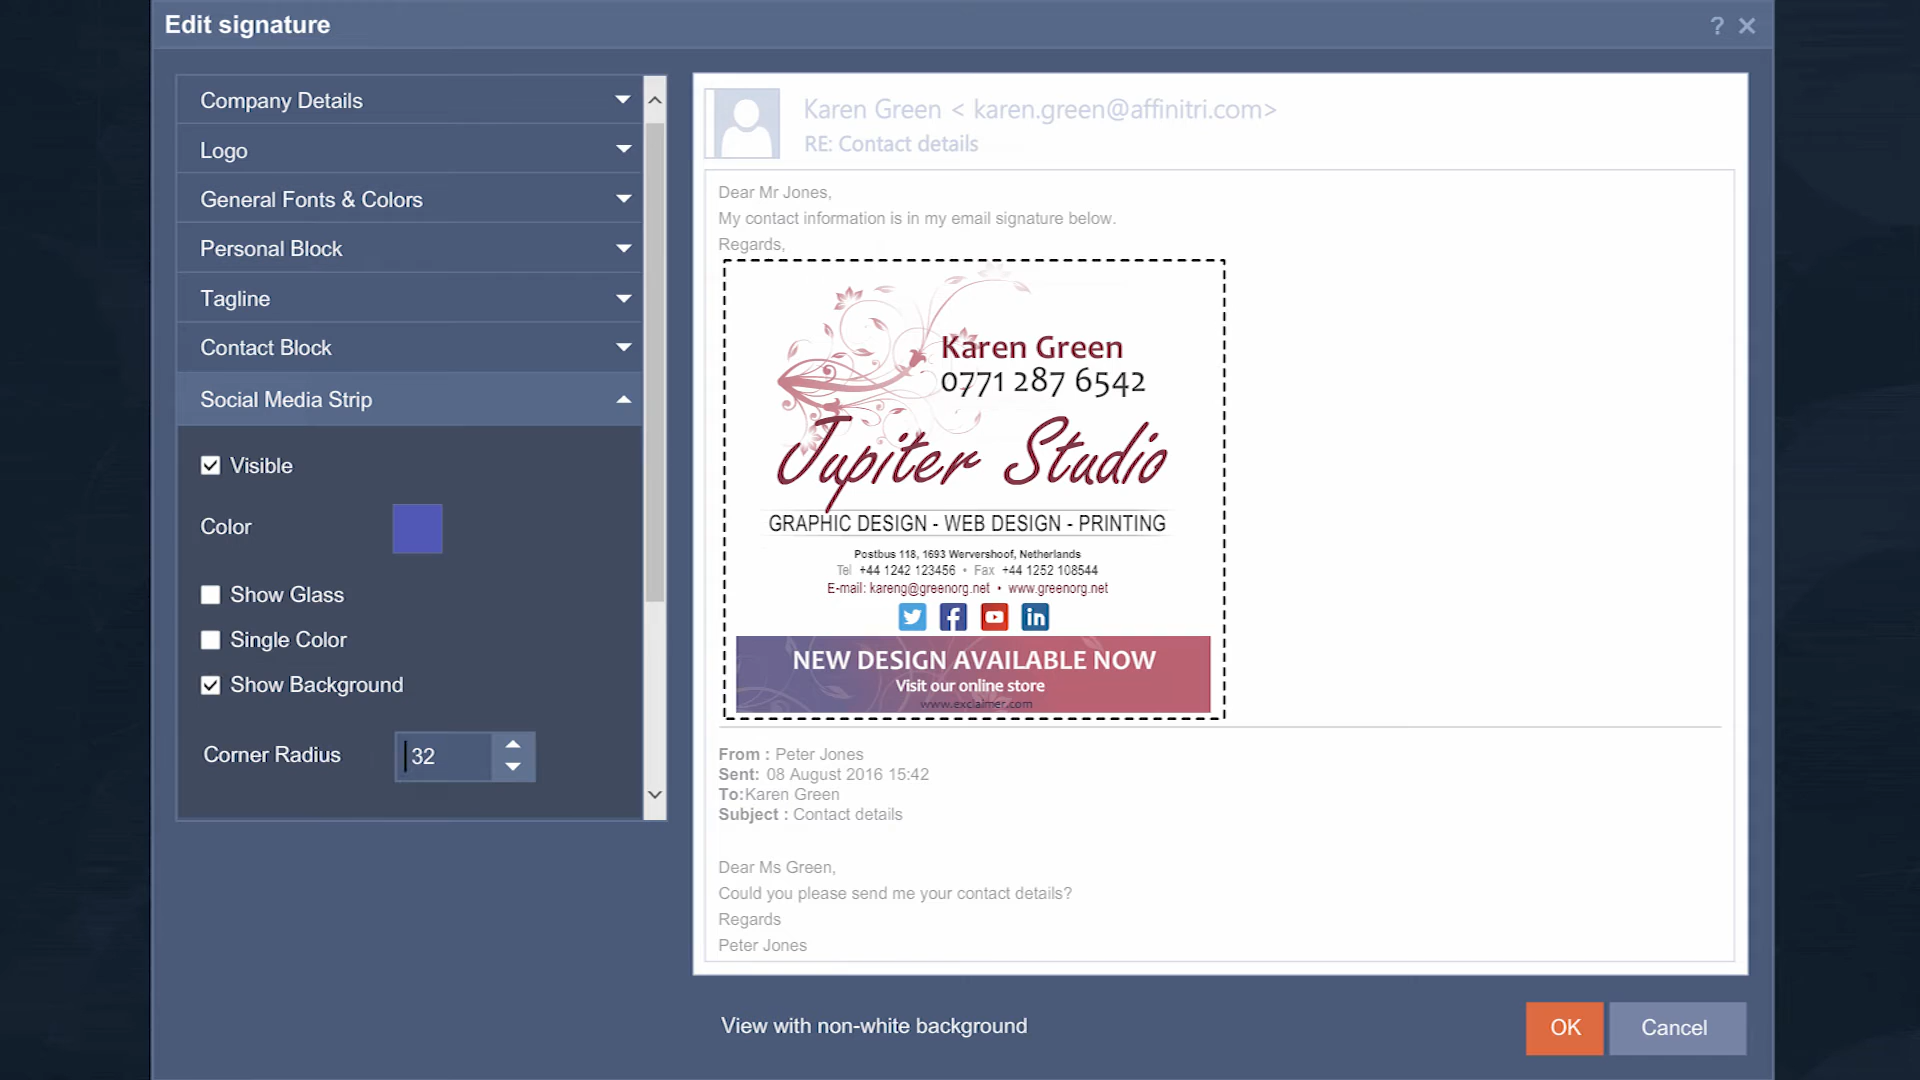 Edit signature
? ×
Company Details
Logo
General Fonts & Colors
Personal Block
Tagline
Contact Block
Social Media Strip
Visible
Color
Show Glass
Single Color
Show Background
Corner Radius
32
Karen Green < karen.green@affinitri.com>
RE: Contact details
Dear Mr Jones,
My contact information is in my email signature below.
Regards,
Karen Green
0771 287 6542
Jupiter Studio
GRAPHIC DESIGN - WEB DESIGN - PRINTING
Postbus 118, 1693 Wervershoof, Netherlands
Tel +44 1242 123456 • Fax +44 1252 108544
E-mail: kareng@greenorg.net • www.greenorg.net
f in
NEW DESIGN AVAILABLE NOW
Visit our online store
www.exclaimer.com
From : Peter Jones
Sent: 08 August 2016 15:42
To:Karen Green
Subject : Contact details
Dear Ms Green,
Could you please send me your contact details?
Regards
Peter Jones
View with non-white background
OK
Cancel